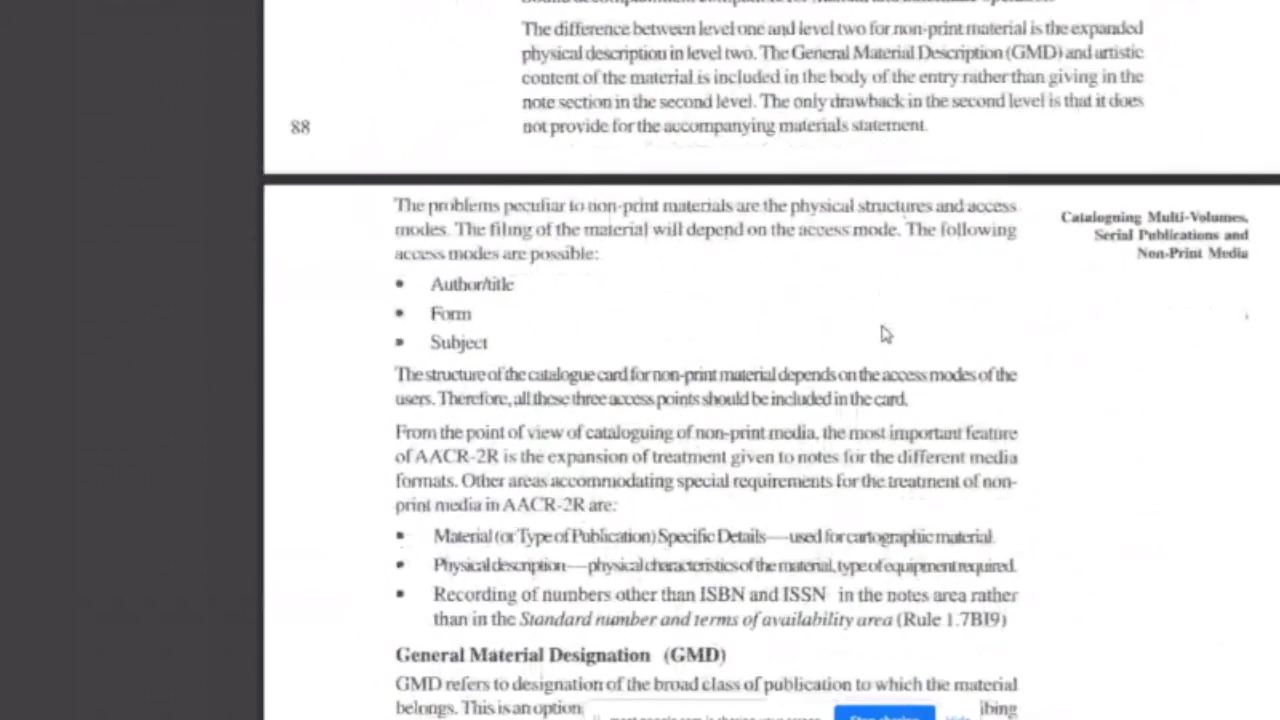 The difference between level one and level two for non-print material is the expanded
physical description in level two. The General Material Description (GMD) and artistic
content of the material is included in the body of the entry rather than giving in the
note section in the second level. The only drawback in the second level is that it does
not provide for the accompanying materials statement.
88
The problems peculiar to non-print materials are the physical structures and access
modes. The filing of the material will depend on the access mode. The following
access modes are possible:
Cataloguing Multi-Volumes,
Serial Publications and
Non-Print Media
• Author/title
• Form
• Subject
The structure of the catalogue card for non-print material depends on the access modes of the
users. Therefore, all these three access points should be included in the card.
From the point of view of cataloguing of non-print media, the most important feature
of AACR-2R is the expansion of treatment given to notes for the different media
formats. Other areas accommodating special requirements for the treatment of non-
print media in AACR-2R are:
• Material (or Type of Publication) Specific Details—used for cartographic material.
• Physical description—physical characteristics of the material, type of equipment required.
• Recording of numbers other than ISBN and ISSN in the notes area rather
than in the Standard number and terms of availability area (Rule 1.7BI9)
General Material Designation (GMD)
GMD refers to designation of the broad class of publication to which the material
belongs. This is an option